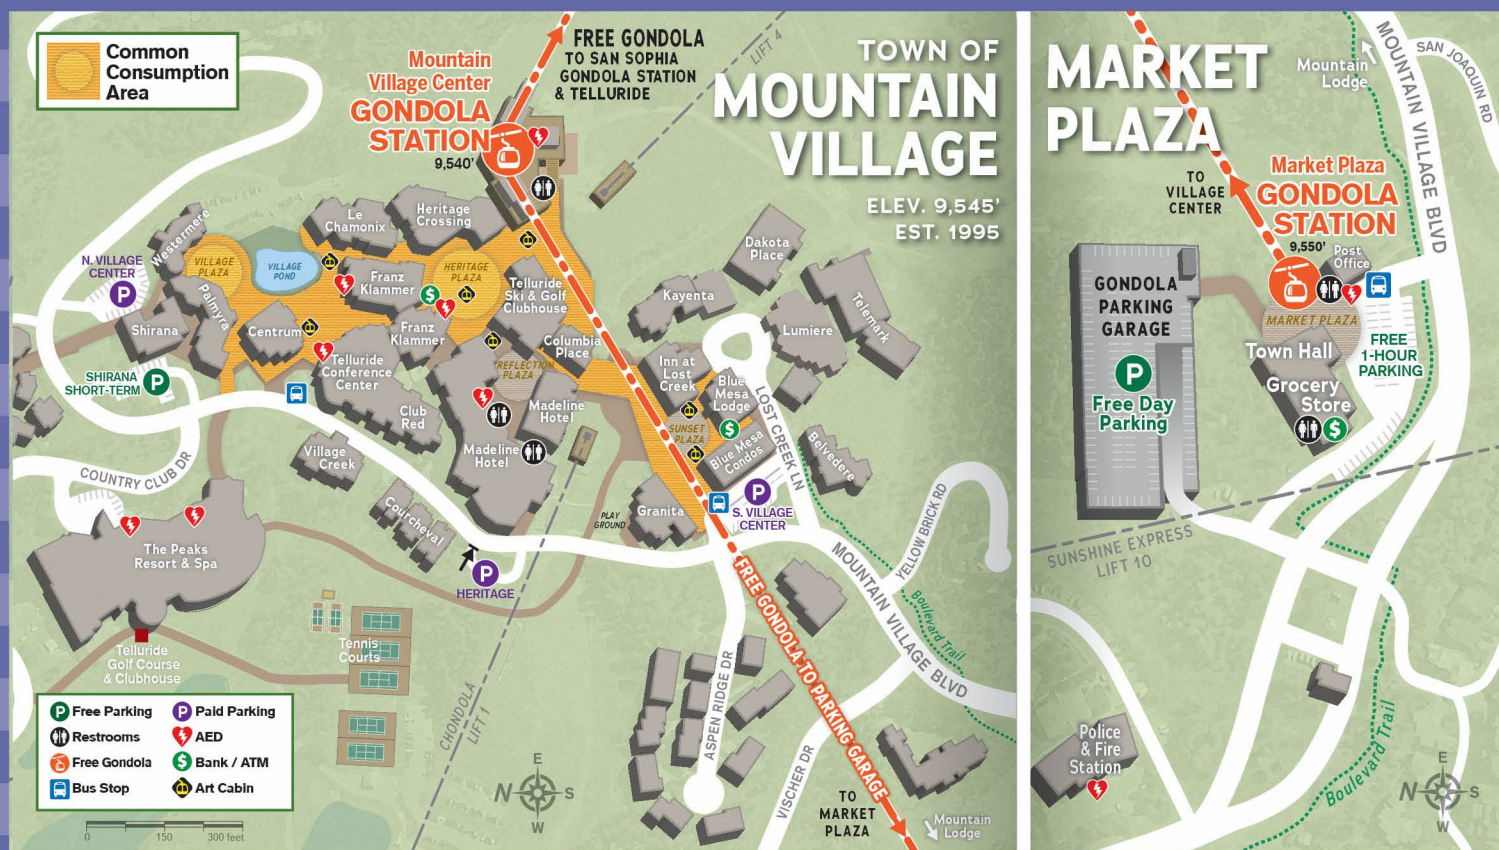 Common
Consumption
Area
Mountain
Village Center
GONDOLA
STATION
9,540'
FREE GONDOLA
TO SAN SOPHIA
GONDOLA STATION
& TELLURIDE
LIFT 4
TOWN OF
MOUNTAIN
VILLAGE
ELEV. 9,545'
EST. 1995
Westermere
Le
Chamonix
Heritage
Crossing
N. VILLAGE
CENTER
P
VILLAGE
PLAZA
VILLAGE
POND
Franz
Klammer
HERITAGE
PLAZA
Telluride
Ski & Golf
Clubhouse
Dakota
Place
Kayenta
Telemark
Lumiere
Palmyra
Shirana
Centrum
Franz
Klammer
$
Columbia
Place
Telluride
Conference
Center
REFLECTION
PLAZA
Inn at
Lost
Creek
Blue
Mesa
Lodge
SHIRANA
SHORT-TERM
P
Club
Red
Madeline
Hotel
Madeline
Hotel
SUNSET
PLAZA
$
Blue Mesa
Condos
LOST CREEK LN
Belvedere
Village
Creek
COUNTRY CLUB DR
Courcheval
PLAY
GROUND
Granita
P
S. VILLAGE
CENTER
YELLOW BRICK RD
The Peaks
Resort & Spa
P
HERITAGE
MOUNTAIN VILLAGE BLVD
Boulevard Trail
FREE GONDOLA TO PARKING GARAGE
Telluride
Golf Course
& Clubhouse
Tennis
Courts
CHONDOLA
LIFT 1
ASPEN RIDGE DR
VISCHER DR
TO
MARKET
PLAZA
Mountain
Lodge
P Free Parking
P Paid Parking
Restrooms
AED
Free Gondola
$ Bank / ATM
Bus Stop
Art Cabin
0 150 300 feet
E
N S
W
MARKET
PLAZA
Mountain
Lodge
MOUNTAIN VILLAGE BLVD
SAN JOAQUIN RD
TO
VILLAGE
CENTER
Market Plaza
GONDOLA
STATION
9,550'
Post
Office
GONDOLA
PARKING
GARAGE
P
Free Day
Parking
MARKET PLAZA
Town Hall
FREE
1-HOUR
PARKING
Grocery
Store
$
SUNSHINE EXPRESS
LIFT 10
Police
& Fire
Station
Boulevard Trail
E
N S
W